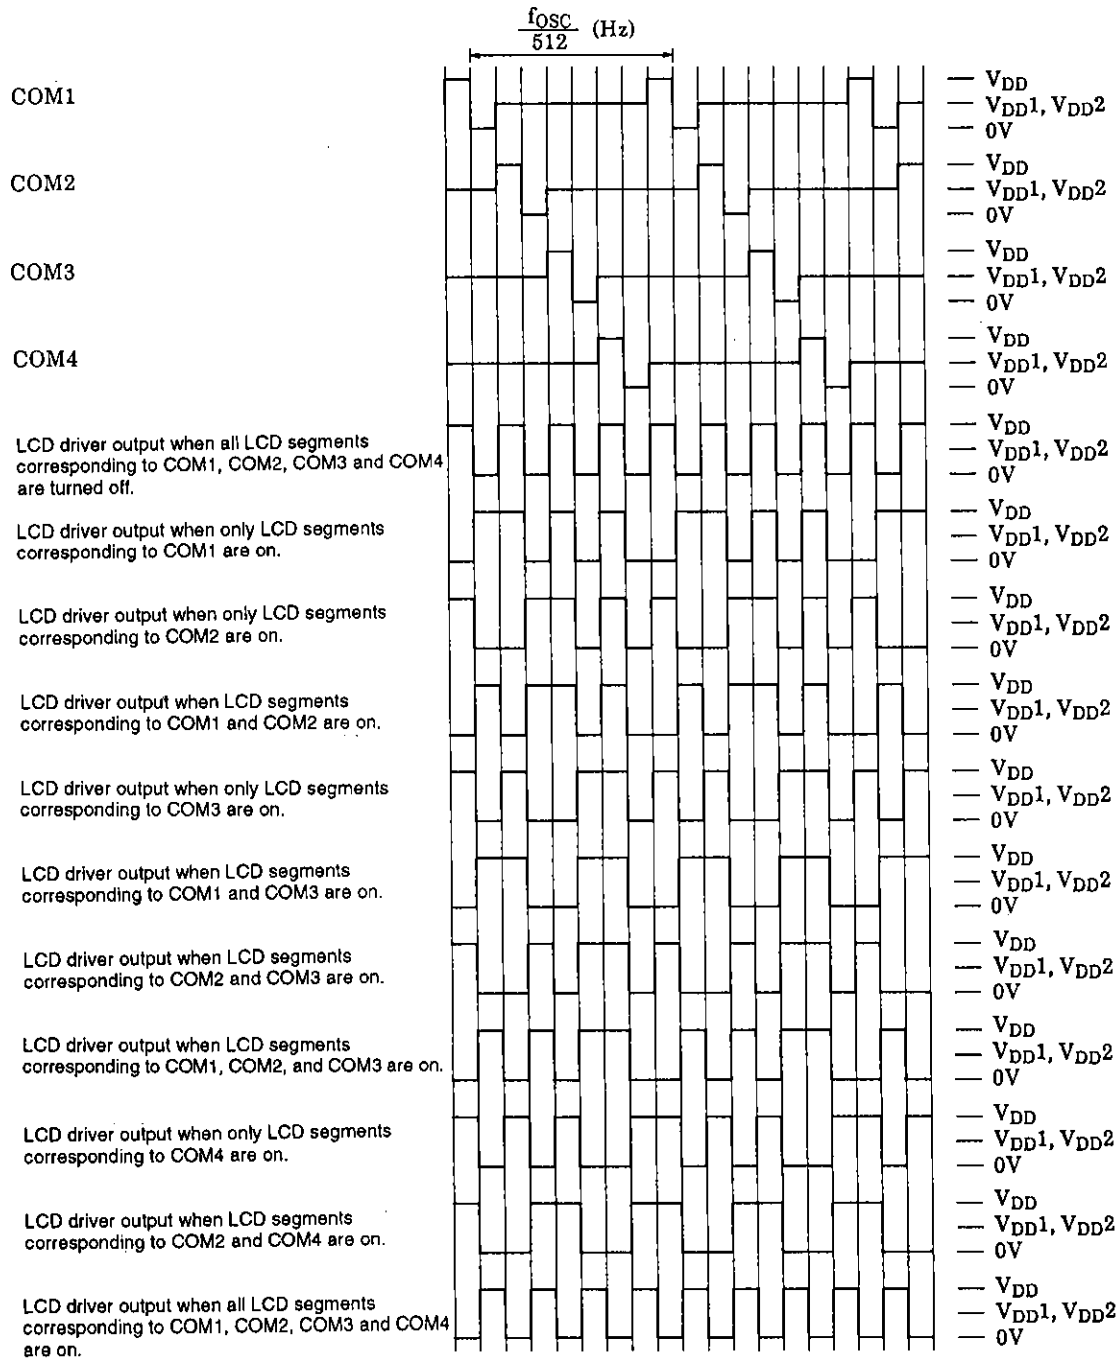 fOSC
512 (Hz)
COM1
VDD
VDD1, VDD2
0V
COM2
VDD
VDD1, VDD2
0V
COM3
VDD
VDD1, VDD2
0V
COM4
VDD
VDD1, VDD2
0V
LCD driver output when all LCD segments
corresponding to COM1, COM2, COM3 and COM4
are turned off.
VDD
VDD1, VDD2
0V
LCD driver output when only LCD segments
corresponding to COM1 are on.
VDD
VDD1, VDD2
0V
LCD driver output when only LCD segments
corresponding to COM2 are on.
VDD
VDD1, VDD2
0V
LCD driver output when LCD segments
corresponding to COM1 and COM2 are on.
VDD
VDD1, VDD2
0V
LCD driver output when only LCD segments
corresponding to COM3 are on.
VDD
VDD1, VDD2
0V
LCD driver output when LCD segments
corresponding to COM1 and COM3 are on.
VDD
VDD1, VDD2
0V
LCD driver output when LCD segments
corresponding to COM2 and COM3 are on.
VDD
VDD1, VDD2
0V
LCD driver output when LCD segments
corresponding to COM1, COM2, and COM3 are on.
VDD
VDD1, VDD2
0V
LCD driver output when only LCD segments
corresponding to COM4 are on.
VDD
VDD1, VDD2
0V
LCD driver output when LCD segments
corresponding to COM2 and COM4 are on.
VDD
VDD1, VDD2
0V
LCD driver output when all LCD segments
corresponding to COM1, COM2, COM3 and COM4
are on.
VDD
VDD1, VDD2
0V